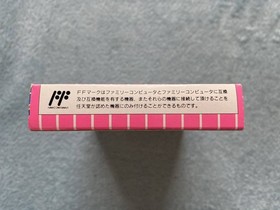 FFマークはファミリーコンピュータとファミリーコンピュータに互換
及び互換機能を有する機器、またそれらの機器に接続して頂けることを
任天堂が認めた機器にのみ付けることができるものです。